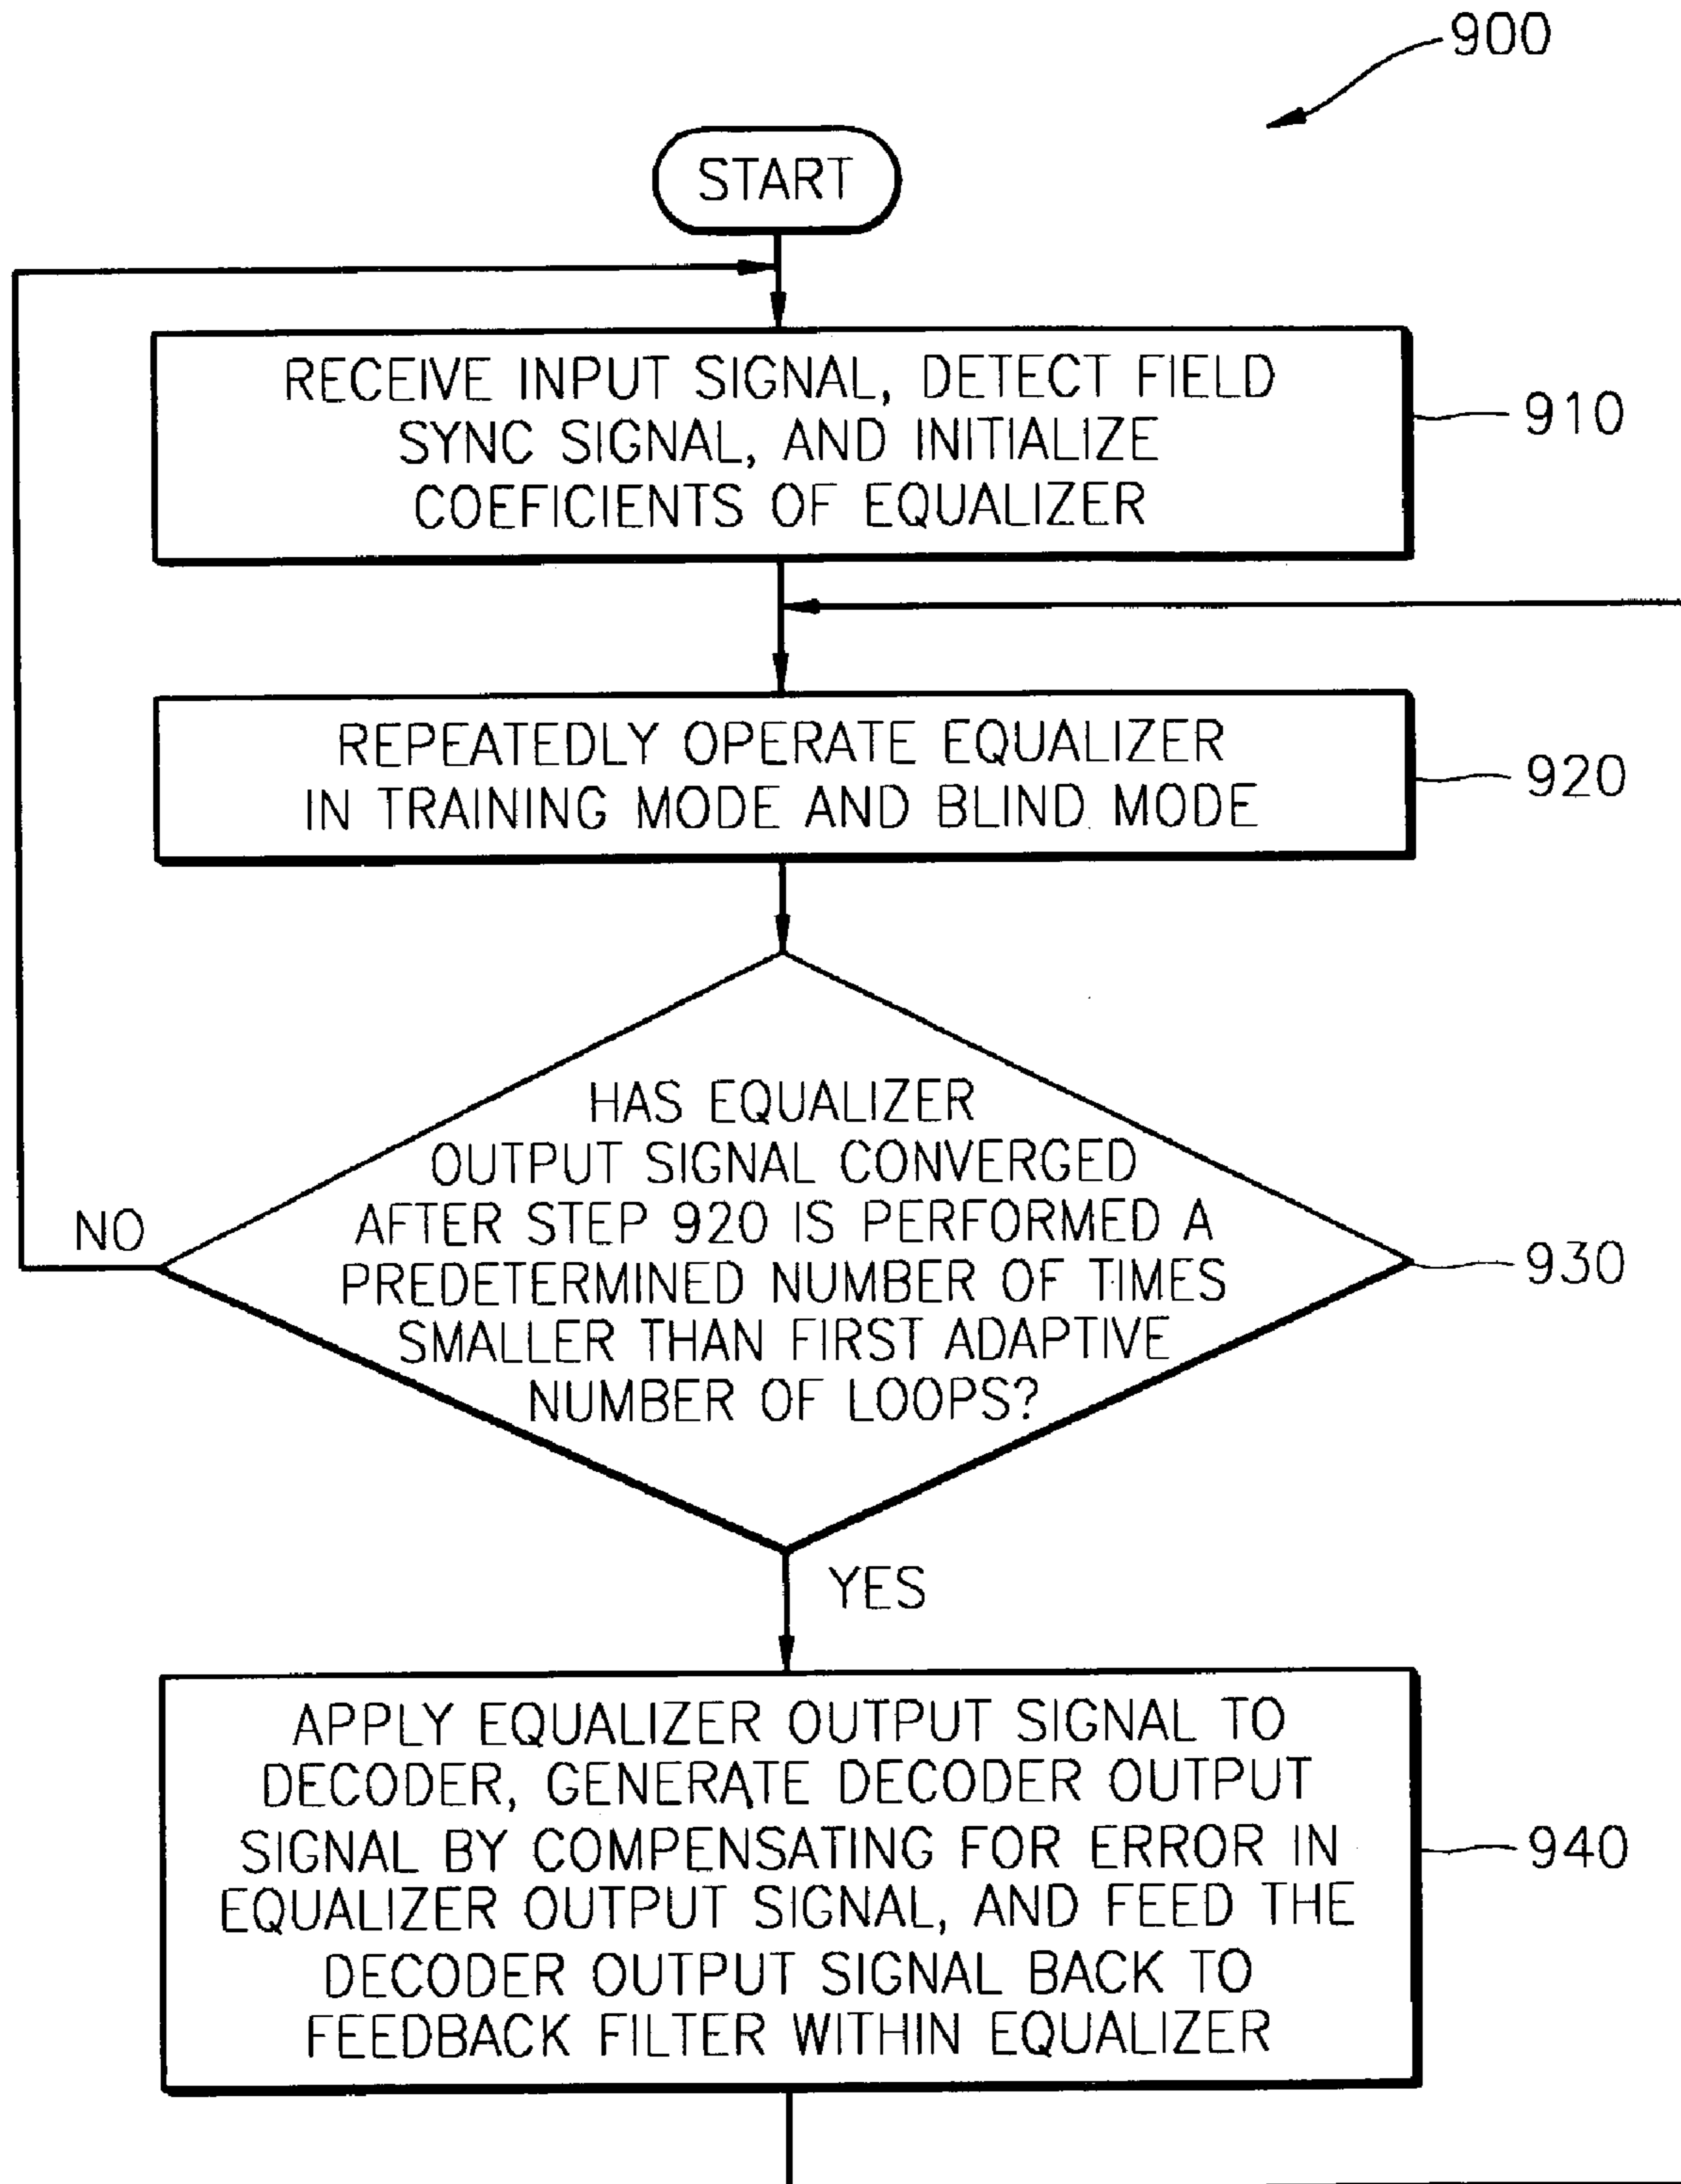 900
START
RECEIVE INPUT SIGNAL, DETECT FIELD
SYNC SIGNAL, AND INITIALIZE
COEFICIENTS OF EQUALIZER
910
REPEATEDLY OPERATE EQUALIZER
IN TRAINING MODE AND BLIND MODE
920
HAS EQUALIZER
OUTPUT SIGNAL CONVERGED
AFTER STEP 920 IS PERFORMED A
PREDETERMINED NUMBER OF TIMES
SMALLER THAN FIRST ADAPTIVE
NUMBER OF LOOPS?
NO
930
YES
APPLY EQUALIZER OUTPUT SIGNAL TO
DECODER, GENERATE DECODER OUTPUT
SIGNAL BY COMPENSATING FOR ERROR IN
EQUALIZER OUTPUT SIGNAL, AND FEED THE
DECODER OUTPUT SIGNAL BACK TO
FEEDBACK FILTER WITHIN EQUALIZER
940